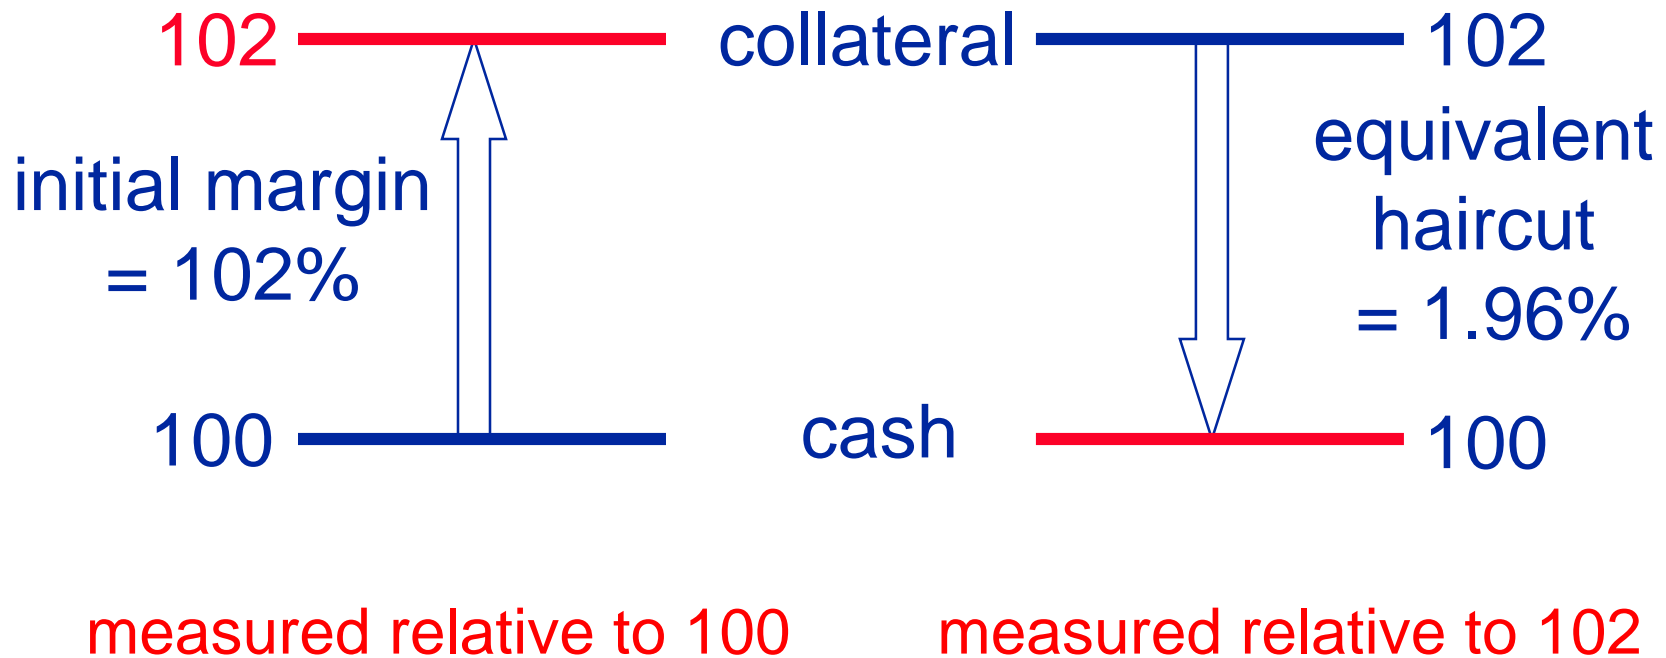 102
collateral
102
initial margin
= 102%
equivalent
haircut
= 1.96%
100
cash
100
measured relative to 100
measured relative to 102